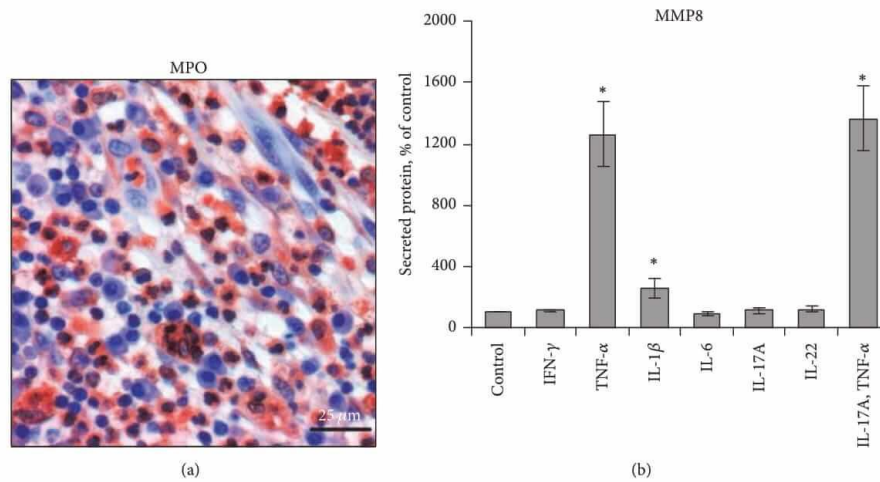 MPO
25 μm
(a)
MMP8
Secreted protein, % of control
2000
1600
1200
800
400
0
*
*
*
Control
IFN-γ
TNF-α
IL-1β
IL-6
IL-17A
IL-22
IL-17A, TNF-α
(b)